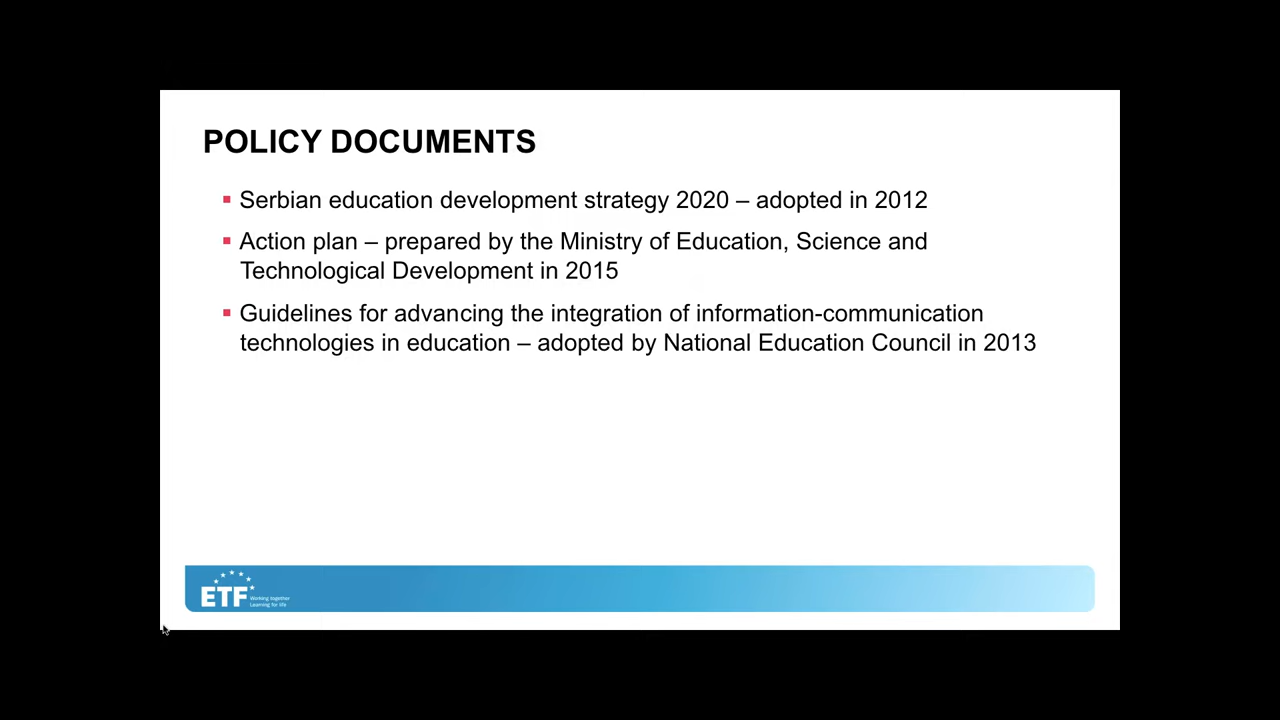 POLICY DOCUMENTS
Serbian education development strategy 2020 – adopted in 2012
Action plan – prepared by the Ministry of Education, Science and
Technological Development in 2015
Guidelines for advancing the integration of information-communication
technologies in education – adopted by National Education Council in 2013
ETF
Working together
Learning for life